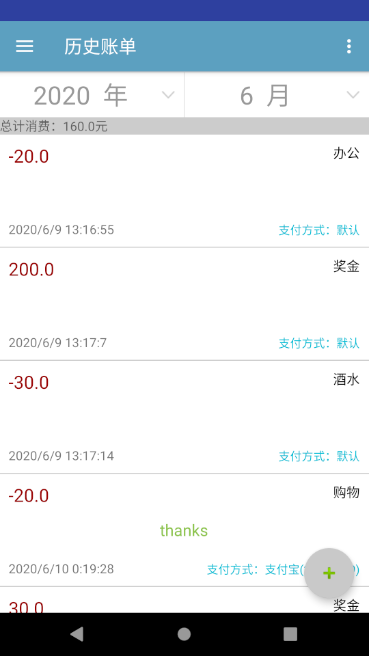 历史账单
2020 年
6 月
总计消费：160.0元
-20.0
办公
2020/6/9 13:16:55
支付方式：默认
200.0
奖金
2020/6/9 13:17:7
支付方式：默认
-30.0
酒水
2020/6/9 13:17:14
支付方式：默认
-20.0
购物
thanks
2020/6/10 0:19:28
支付方式：支付宝(
30.0
奖金